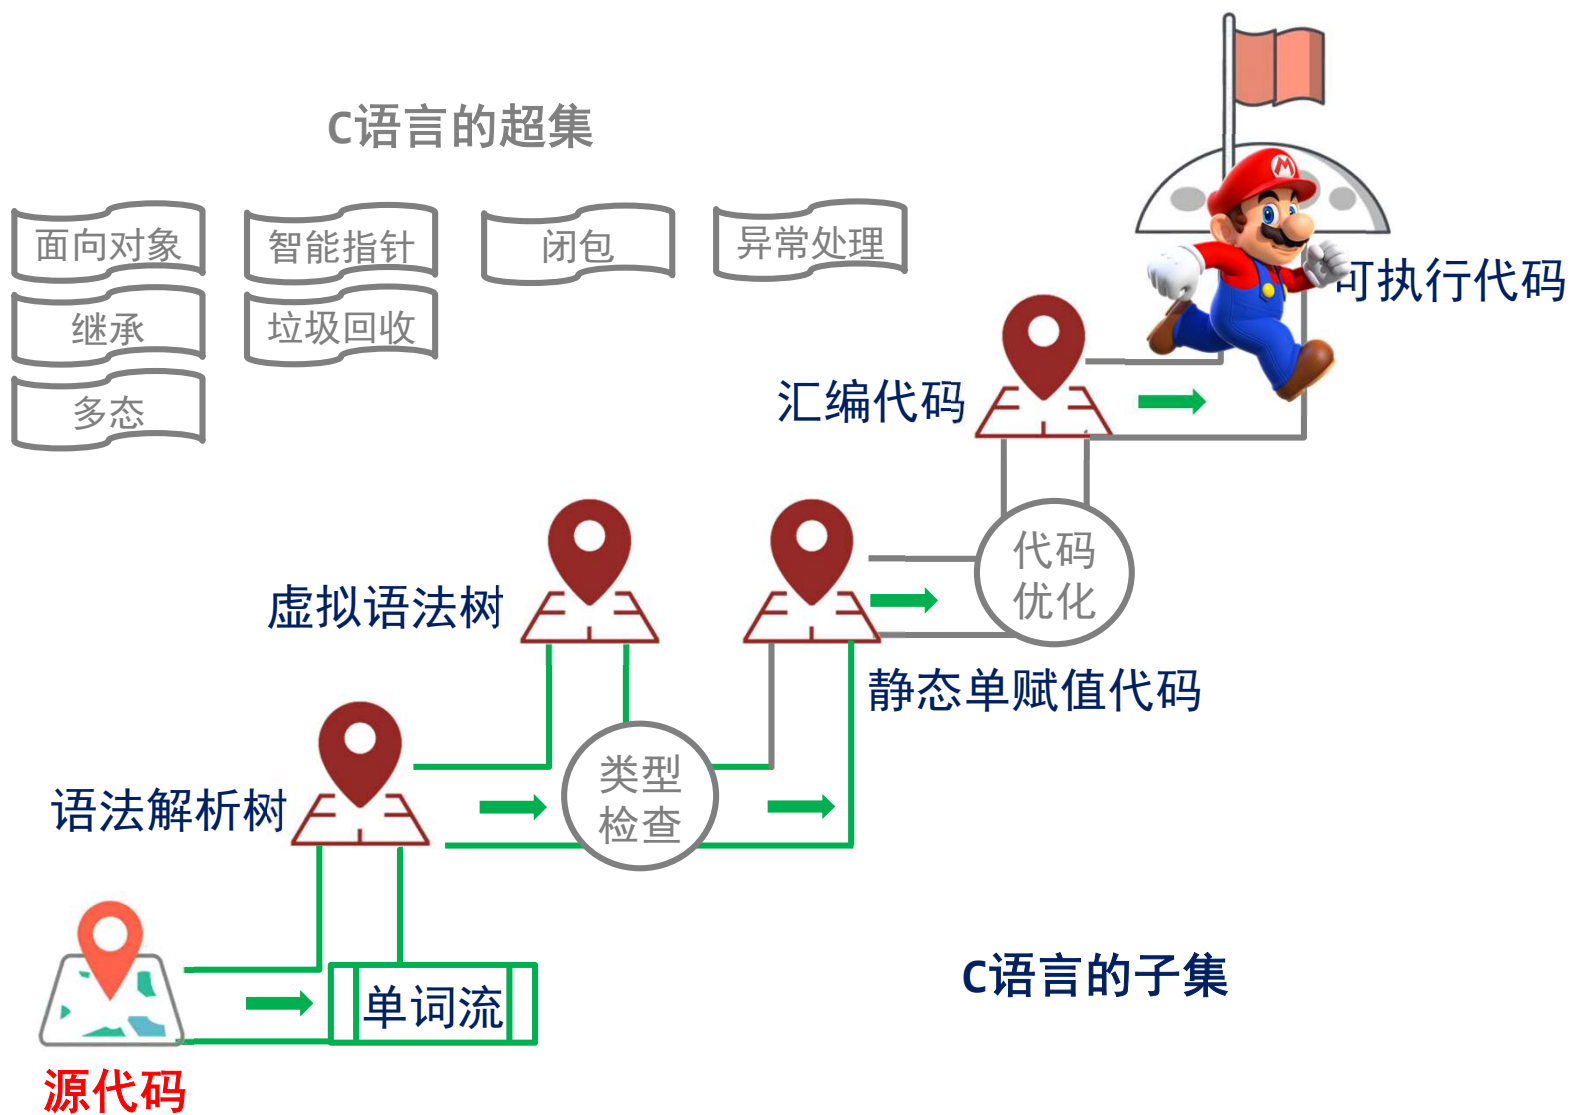 C语言的超集
面向对象
智能指针
闭包
异常处理
继承
垃圾回收
多态
M
可执行代码
汇编代码
代码
优化
虚拟语法树
静态单赋值代码
类型
检查
语法解析树
单词流
C语言的子集
源代码